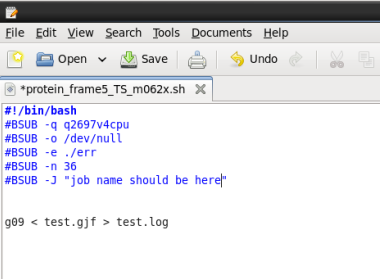 File Edit View Search Tools Documents Help
Open Save Undo
*protein_frame5_TS_m062x.sh
#!/bin/bash
#BSUB -q q2697v4cpu
#BSUB -o /dev/null
#BSUB -e ./err
#BSUB -n 36
#BSUB -J "job name should be here"
g09 < test.gjf > test.log